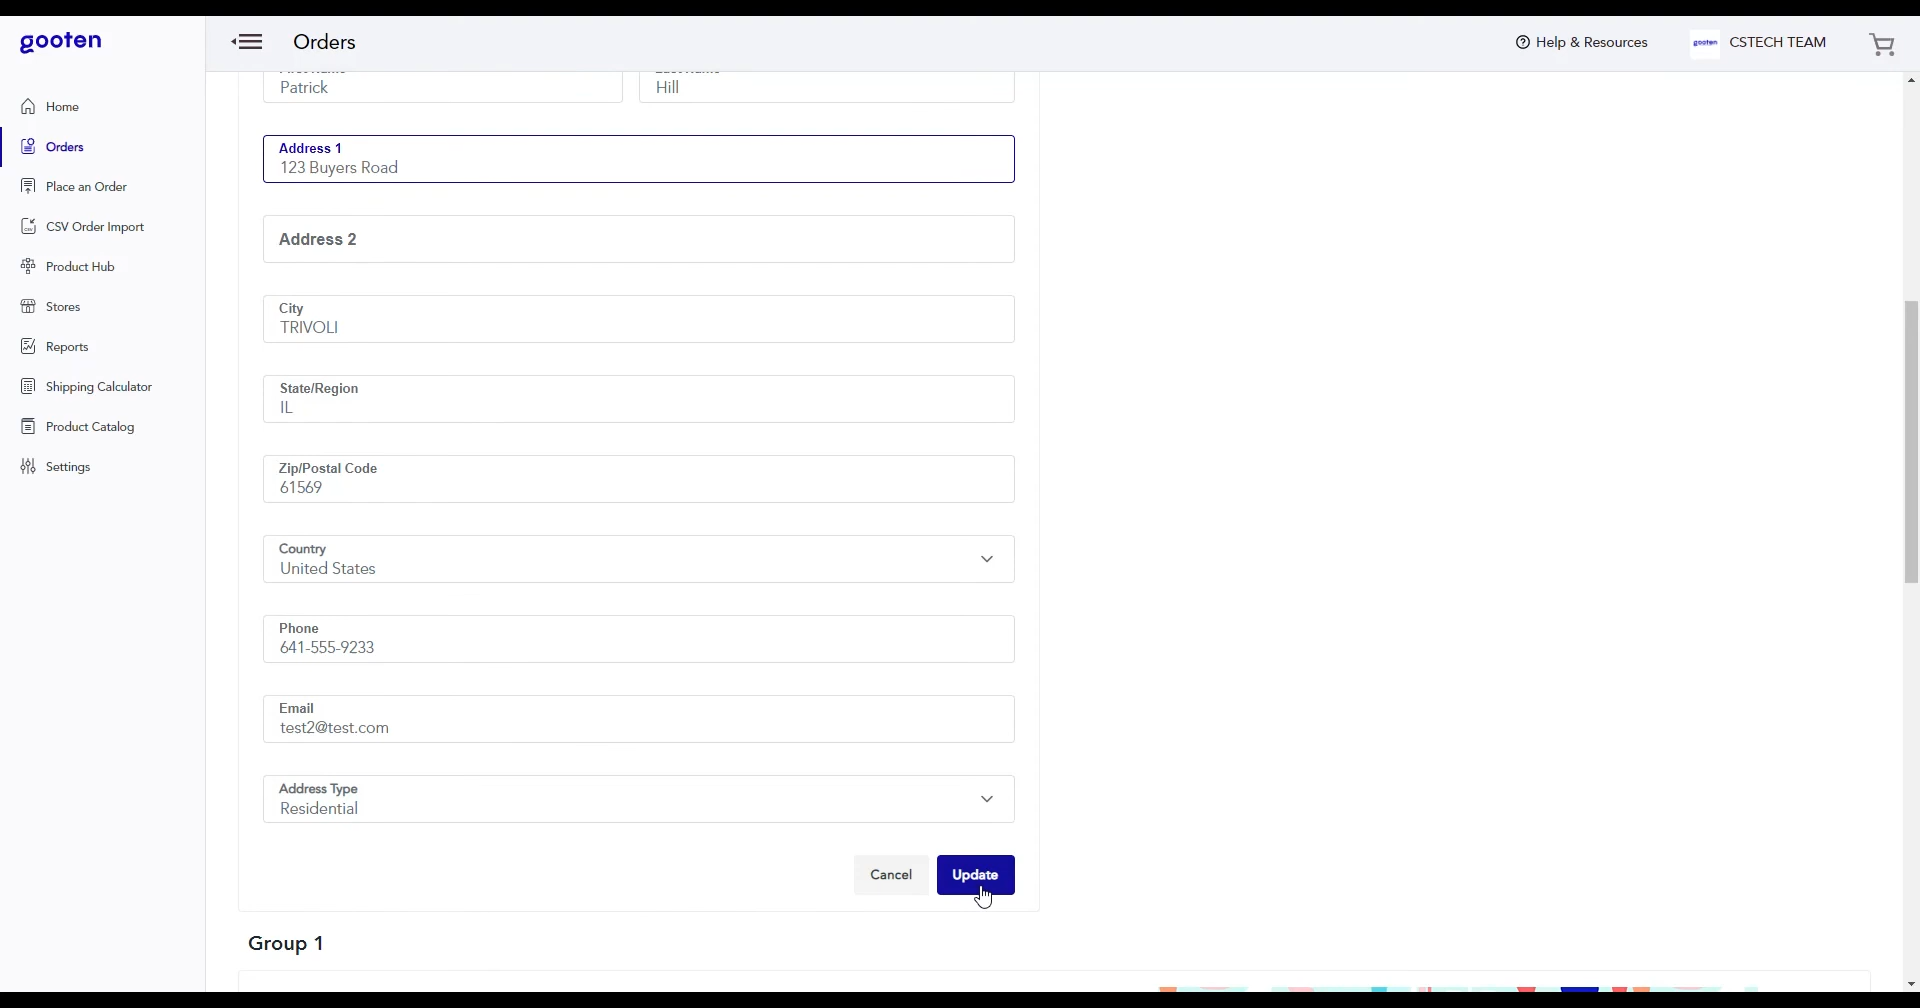 gooten
Orders
Help & Resources
gooten
CSTECH TEAM
Home
Orders
Place an Order
CSV Order Import
Product Hub
Stores
Reports
Shipping Calculator
Product Catalog
Settings
Patrick
Hill
Address 1
123 Buyers Road
Address 2
City
TRIVOLI
State/Region
IL
Zip/Postal Code
61569
Country
United States
Phone
641-555-9233
Email
test2@test.com
Address Type
Residential
Cancel
Update
Group 1